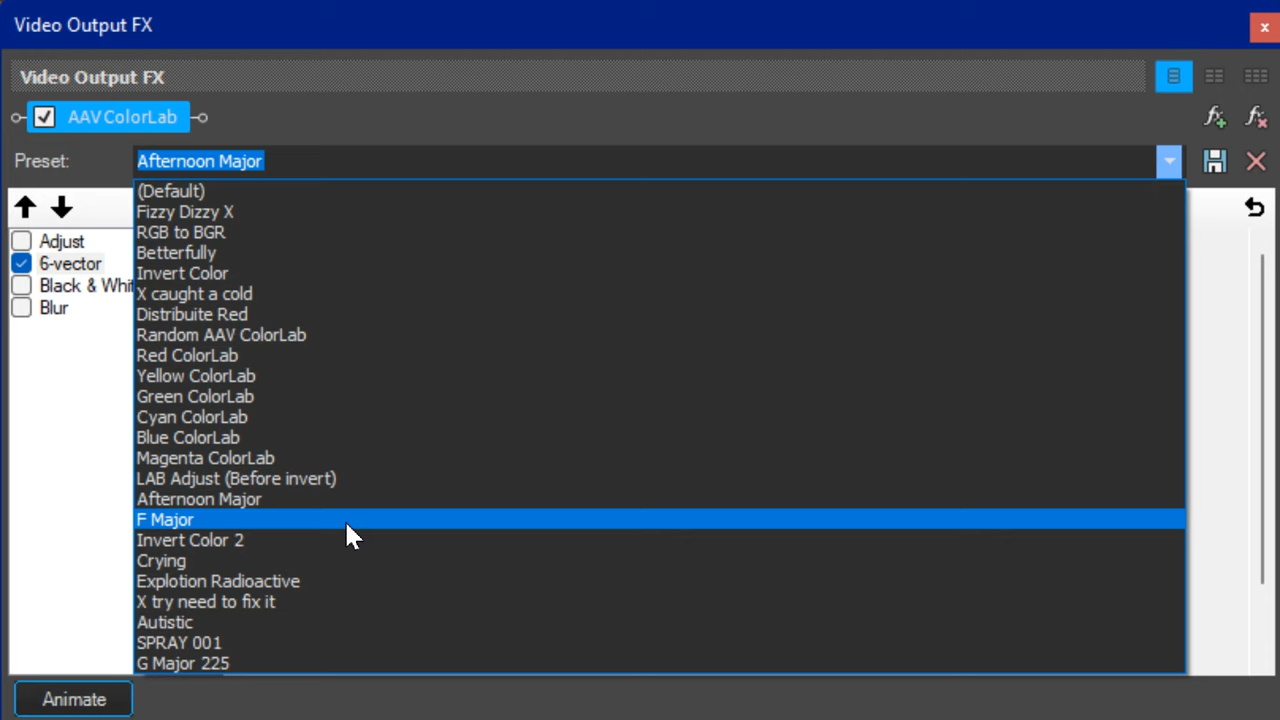 Video Output FX
x
Video Output FX
AAV ColorLab
Preset:
Afternoon Major
(Default)
Fizzy Dizzy X
RGB to BGR
Betterfully
Invert Color
X caught a cold
Distribuite Red
Random AAV ColorLab
Red ColorLab
Yellow ColorLab
Green ColorLab
Cyan ColorLab
Blue ColorLab
Magenta ColorLab
LAB Adjust (Before invert)
Afternoon Major
F Major
Invert Color 2
Crying
Explotion Radioactive
X try need to fix it
Autistic
SPRAY 001
G Major 225
Adjust
6-vector
Black & Whi
Blur
Animate